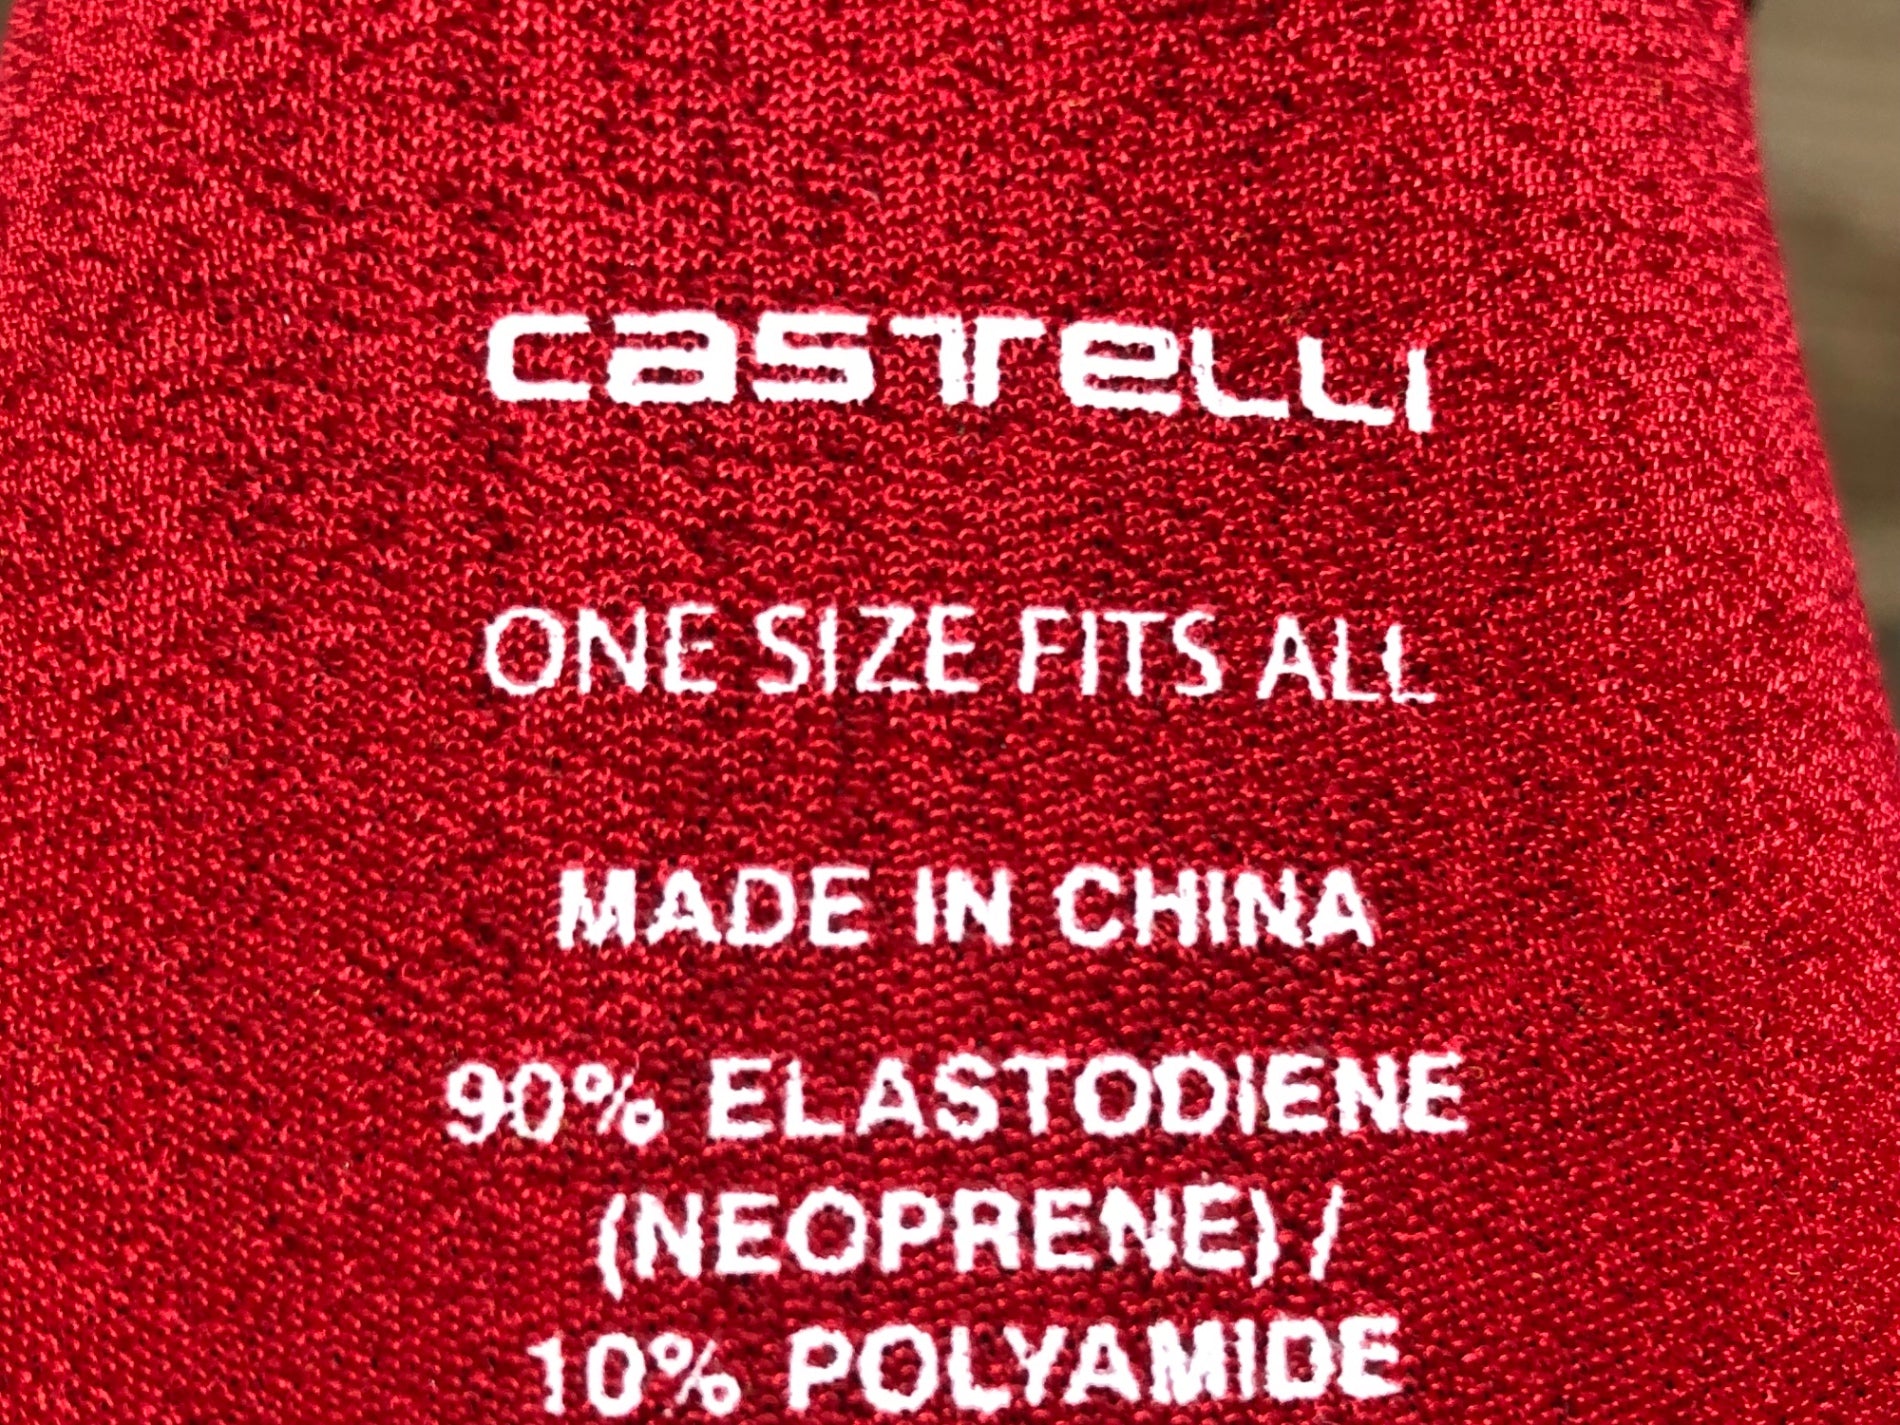 castelli
ONE SIZE FITS ALL
MADE IN CHINA
90% ELASTODIENE
(NEOPRENE) /
10% POLYAMIDE